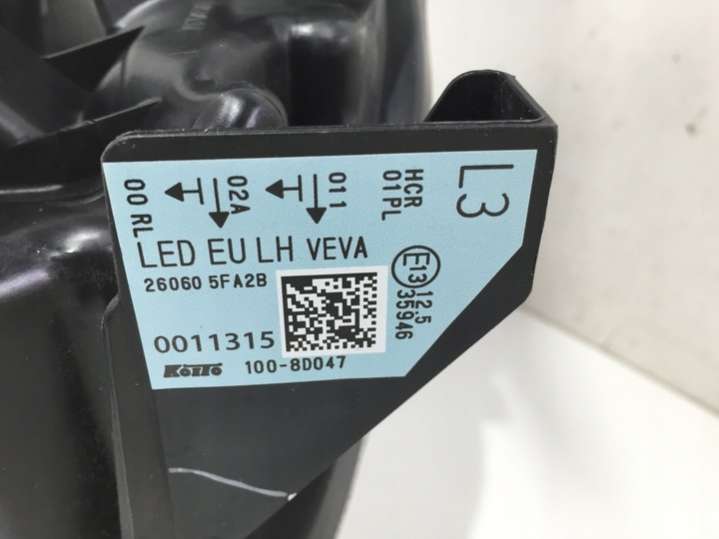 L3
HCR
01PL
011
02A
00 RL
LED EU LH VEVA
26060 5FA2B
E13
12.5
35946
0011315
KOITO
100-8D047